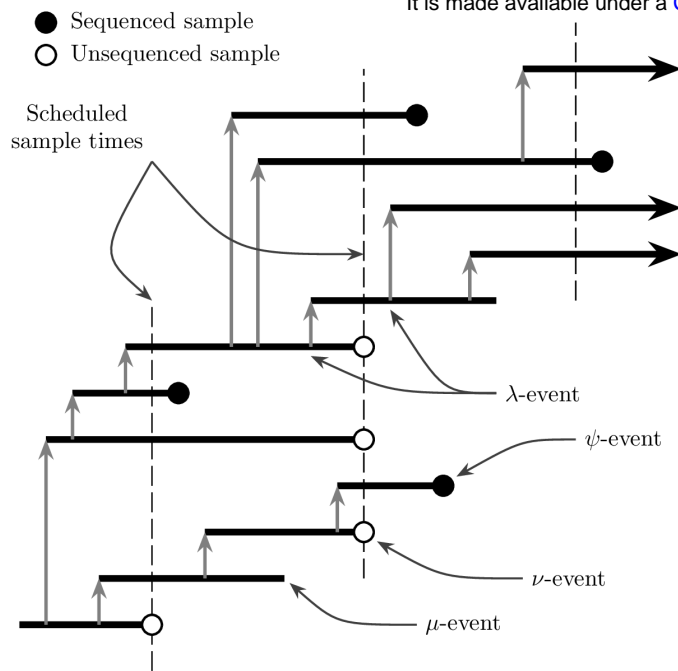 It is made available under a C
Sequenced sample
Unsequenced sample
Scheduled
sample times
λ-event
ψ-event
ν-event
μ-event